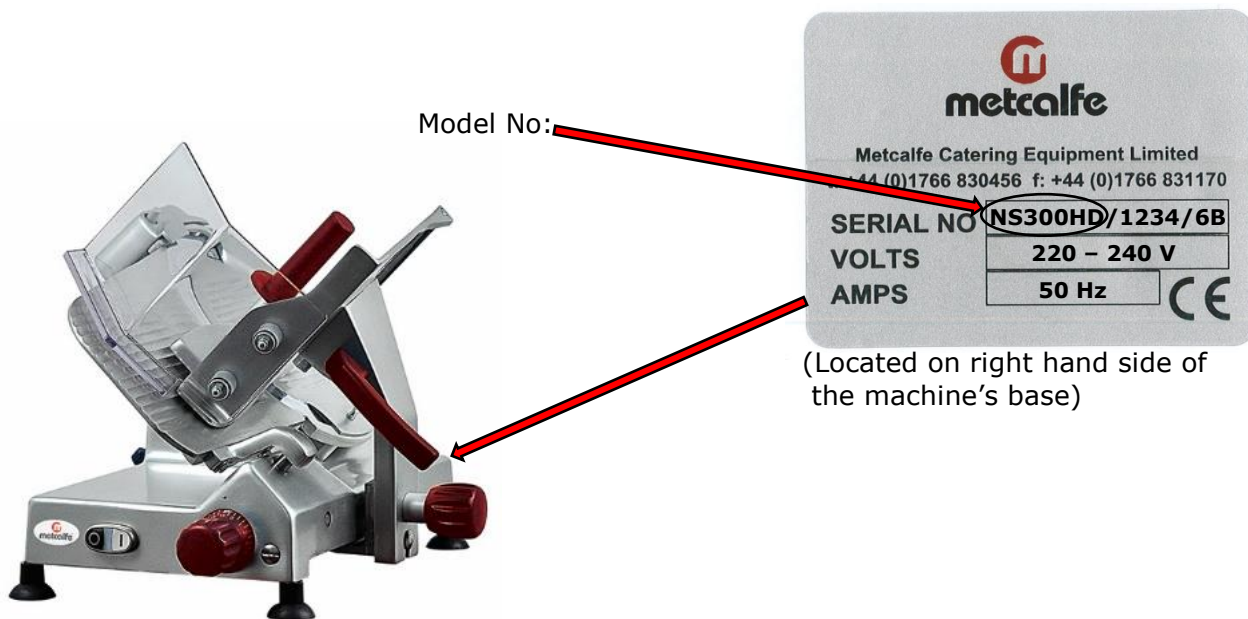 metcalfe
Metcalfe Catering Equipment Limited
+44 (0)1766 830456 f: +44 (0)1766 831170
Model No:
SERIAL NO NS300HD/1234/6B
VOLTS 220 – 240 V
AMPS 50 Hz
CE
(Located on right hand side of
the machine's base)
metcalfe
O I